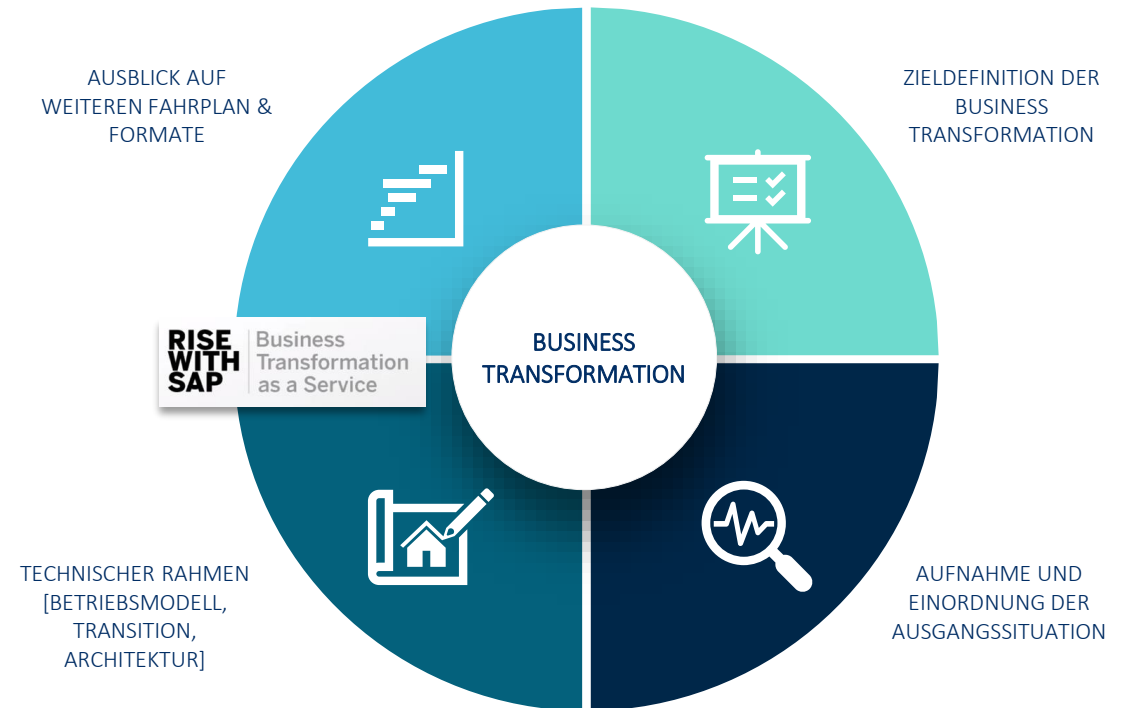 AUSBLICK AUF
WEITEREN FAHRPLAN &
FORMATE
ZIELDEFINITION DER
BUSINESS
TRANSFORMATION
RISE
WITH
SAP
Business
Transformation
as a Service
BUSINESS
TRANSFORMATION
TECHNISCHER RAHMEN
[BETRIEBSMODELL,
TRANSITION,
ARCHITEKTUR]
AUFNAHME UND
EINORDNUNG DER
AUSGANGSSITUATION